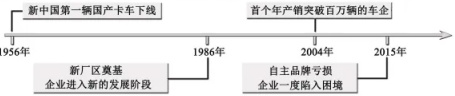 新中国第一辆国产卡车下线
首个年产销突破百万辆的车企
1956年
1986年
2004年
2015年
新厂区奠基
企业进入新的发展阶段
自主品牌亏损
企业一度陷入困境